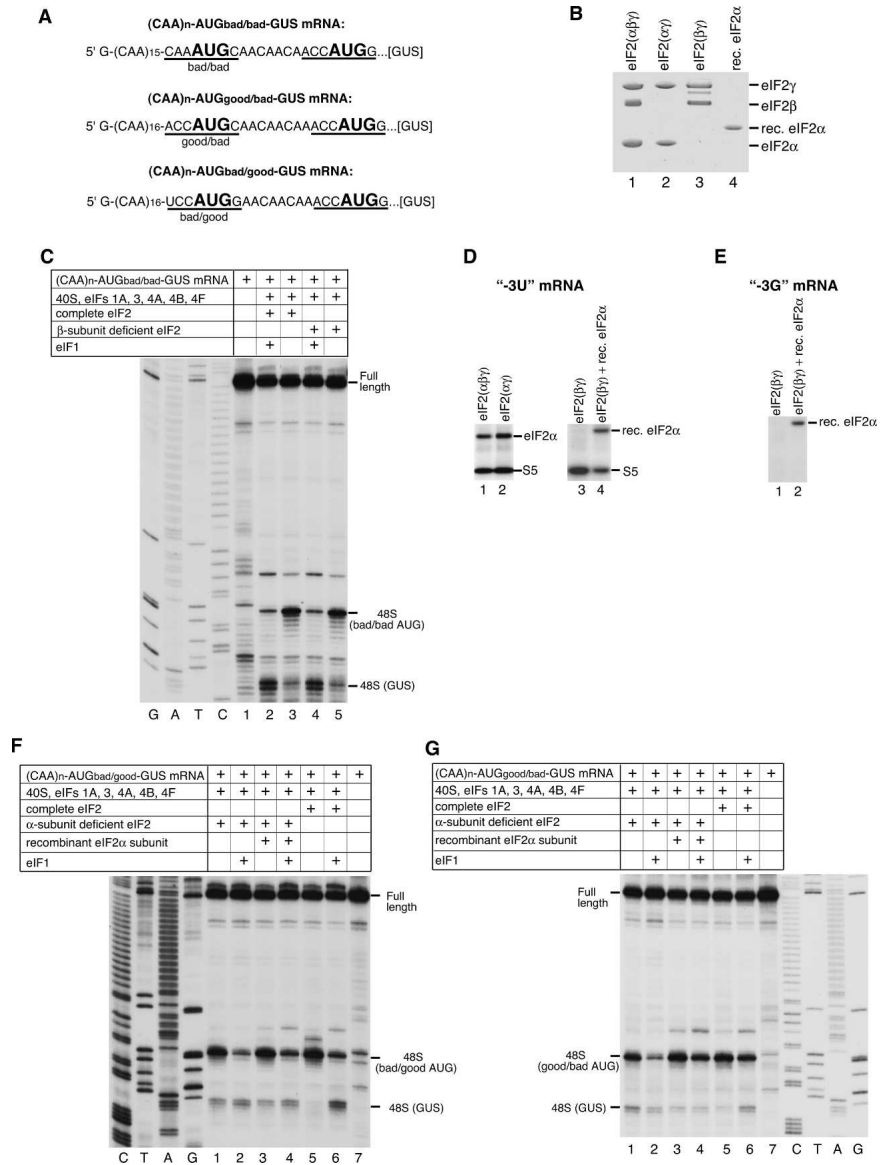 A
(CAA)n-AUGbad/bad-GUS mRNA:
5' G-(CAA)15-CAAAUGCAACAACAACCAUGG...[GUS]
bad/bad
(CAA)n-AUGgood/bad-GUS mRNA:
5' G-(CAA)16-ACCAUGCAACAACAAACCAUGG...[GUS]
good/bad
(CAA)n-AUGbad/good-GUS mRNA:
5' G-(CAA)16-UCCAUGGAACAACAAACCAUGG...[GUS]
bad/good
B
eIF2(αβγ)
eIF2(αγ)
eIF2(βγ)
rec. eIF2α
eIF2γ
eIF2β
rec. eIF2α
eIF2α
1 2 3 4
C
(CAA)n-AUGbad/bad-GUS mRNA + + + + +
40S, eIFs 1A, 3, 4A, 4B, 4F + + + +
complete eIF2 + +
β-subunit deficient eIF2 + +
eIF1 + +
Full length
48S (bad/bad AUG)
48S (GUS)
G A T C 1 2 3 4 5
D
“-3U” mRNA
eIF2(αβγ)
eIF2(αγ)
eIF2(βγ)
eIF2(βγ) + rec. eIF2α
eIF2α
S5
rec. eIF2α
S5
1 2 3 4
E
“-3G” mRNA
eIF2(βγ)
eIF2(βγ) + rec. eIF2α
rec. eIF2α
1 2
F
(CAA)n-AUGbad/good-GUS mRNA + + + + + + +
40S, eIFs 1A, 3, 4A, 4B, 4F + + + + + +
complete eIF2 + +
α-subunit deficient eIF2 + + + +
recombinant eIF2α subunit + +
eIF1 + + +
Full length
48S (bad/good AUG)
48S (GUS)
C T A G 1 2 3 4 5 6 7
G
(CAA)n-AUGgood/bad-GUS mRNA + + + + + + +
40S, eIFs 1A, 3, 4A, 4B, 4F + + + + + +
complete eIF2 + +
α-subunit deficient eIF2 + + + +
recombinant eIF2α subunit + +
eIF1 + + +
Full length
48S (good/bad AUG)
48S (GUS)
1 2 3 4 5 6 7 C T A G